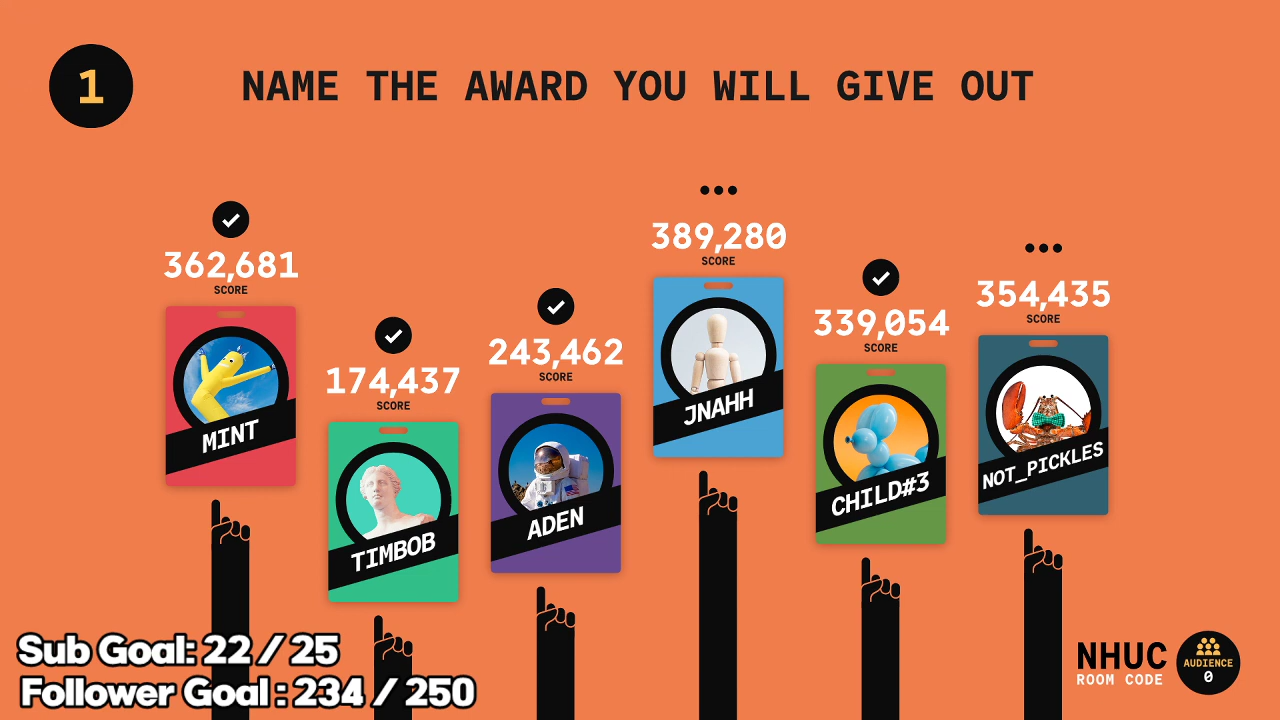 1
NAME THE AWARD YOU WILL GIVE OUT
362,681
SCORE
MINT
174,437
SCORE
TIMBOB
243,462
SCORE
ADEN
389,280
SCORE
JNAHH
339,054
SCORE
CHILD#3
354,435
SCORE
NOT_PICKLES
Sub Goal: 22 / 25
Follower Goal : 234 / 250
NHUC
ROOM CODE
AUDIENCE
0